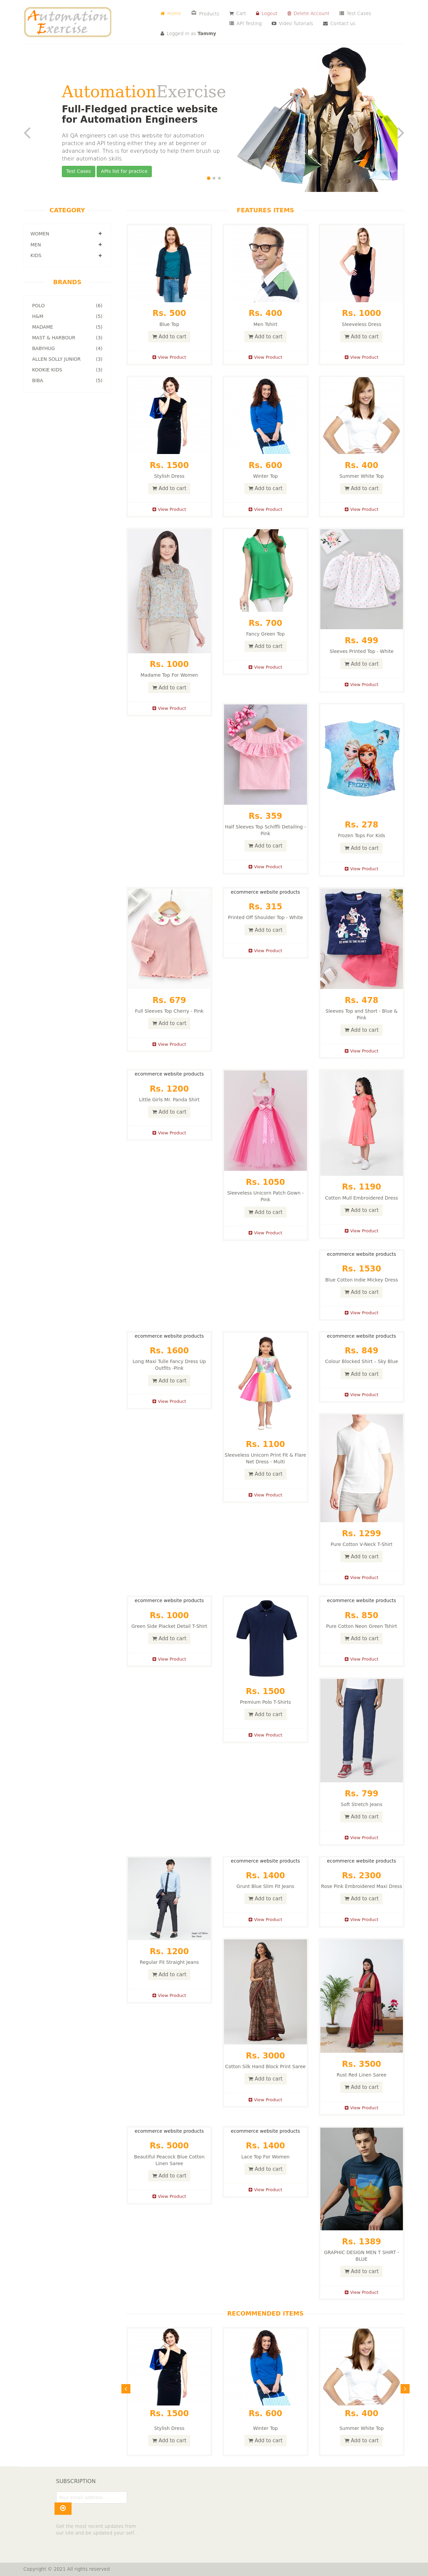 Automation
Exercise
Home
Products
Cart
Logout
Delete Account
Test Cases
API Testing
Video Tutorials
Contact us
Logged in as Tommy
AutomationExercise
Full-Fledged practice website
for Automation Engineers
All QA engineers can use this website for automation
practice and API testing either they are at beginner or
advance level. This is for everybody to help them brush up
their automation skills.
Test Cases
APIs list for practice
CATEGORY
WOMEN
MEN
KIDS
BRANDS
POLO (6)
H&M (5)
MADAME (5)
MAST & HARBOUR (3)
BABYHUG (4)
ALLEN SOLLY JUNIOR (3)
KOOKIE KIDS (3)
BIBA (5)
FEATURES ITEMS
Rs. 500
Blue Top
Add to cart
View Product
Rs. 400
Men Tshirt
Add to cart
View Product
Rs. 1000
Sleeveless Dress
Add to cart
View Product
Rs. 1500
Stylish Dress
Add to cart
View Product
Rs. 600
Winter Top
Add to cart
View Product
Rs. 400
Summer White Top
Add to cart
View Product
Rs. 1000
Madame Top For Women
Add to cart
View Product
Rs. 700
Fancy Green Top
Add to cart
View Product
Rs. 499
Sleeves Printed Top - White
Add to cart
View Product
Rs. 359
Half Sleeves Top Schiffli Detailing -
Pink
Add to cart
View Product
FROZEN
Rs. 278
Frozen Tops For Kids
Add to cart
View Product
Rs. 679
Full Sleeves Top Cherry - Pink
Add to cart
View Product
ecommerce website products
Rs. 315
Printed Off Shoulder Top - White
Add to cart
View Product
Rs. 478
Sleeves Top and Short - Blue &
Pink
Add to cart
View Product
ecommerce website products
Rs. 1200
Little Girls Mr. Panda Shirt
Add to cart
View Product
Rs. 1050
Sleeveless Unicorn Patch Gown -
Pink
Add to cart
View Product
Rs. 1190
Cotton Mull Embroidered Dress
Add to cart
View Product
ecommerce website products
Rs. 1530
Blue Cotton Indie Mickey Dress
Add to cart
View Product
ecommerce website products
Rs. 1600
Long Maxi Tulle Fancy Dress Up
Outfits -Pink
Add to cart
View Product
Rs. 1100
Sleeveless Unicorn Print Fit & Flare
Net Dress - Multi
Add to cart
View Product
ecommerce website products
Rs. 849
Colour Blocked Shirt – Sky Blue
Add to cart
View Product
Rs. 1299
Pure Cotton V-Neck T-Shirt
Add to cart
View Product
ecommerce website products
Rs. 1000
Green Side Placket Detail T-Shirt
Add to cart
View Product
Rs. 1500
Premium Polo T-Shirts
Add to cart
View Product
ecommerce website products
Rs. 850
Pure Cotton Neon Green Tshirt
Add to cart
View Product
Rs. 799
Soft Stretch Jeans
Add to cart
View Product
Rs. 1200
Regular Fit Straight Jeans
Add to cart
View Product
ecommerce website products
Rs. 1400
Grunt Blue Slim Fit Jeans
Add to cart
View Product
ecommerce website products
Rs. 2300
Rose Pink Embroidered Maxi Dress
Add to cart
View Product
Rs. 3000
Cotton Silk Hand Block Print Saree
Add to cart
View Product
Rs. 3500
Rust Red Linen Saree
Add to cart
View Product
ecommerce website products
Rs. 5000
Beautiful Peacock Blue Cotton
Linen Saree
Add to cart
View Product
ecommerce website products
Rs. 1400
Lace Top For Women
Add to cart
View Product
Rs. 1389
GRAPHIC DESIGN MEN T SHIRT -
BLUE
Add to cart
View Product
RECOMMENDED ITEMS
Rs. 1500
Stylish Dress
Add to cart
Rs. 600
Winter Top
Add to cart
Rs. 400
Summer White Top
Add to cart
SUBSCRIPTION
Your email address
Get the most recent updates from
our site and be updated your self...
Copyright © 2021 All rights reserved